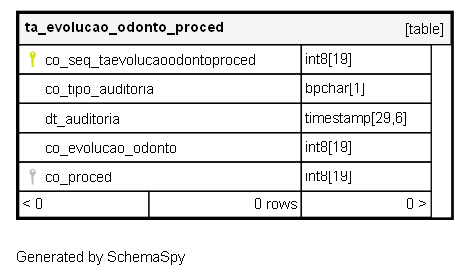 ta_evolucao_odonto_proced [table]
co_seq_taevolucaoodontoproced int8[19]
co_tipo_auditoria bpchar[1]
dt_auditoria timestamp[29,6]
co_evolucao_odonto int8[19]
co_proced int8[19]
< 0 0 rows 0 >
Generated by SchemaSpy